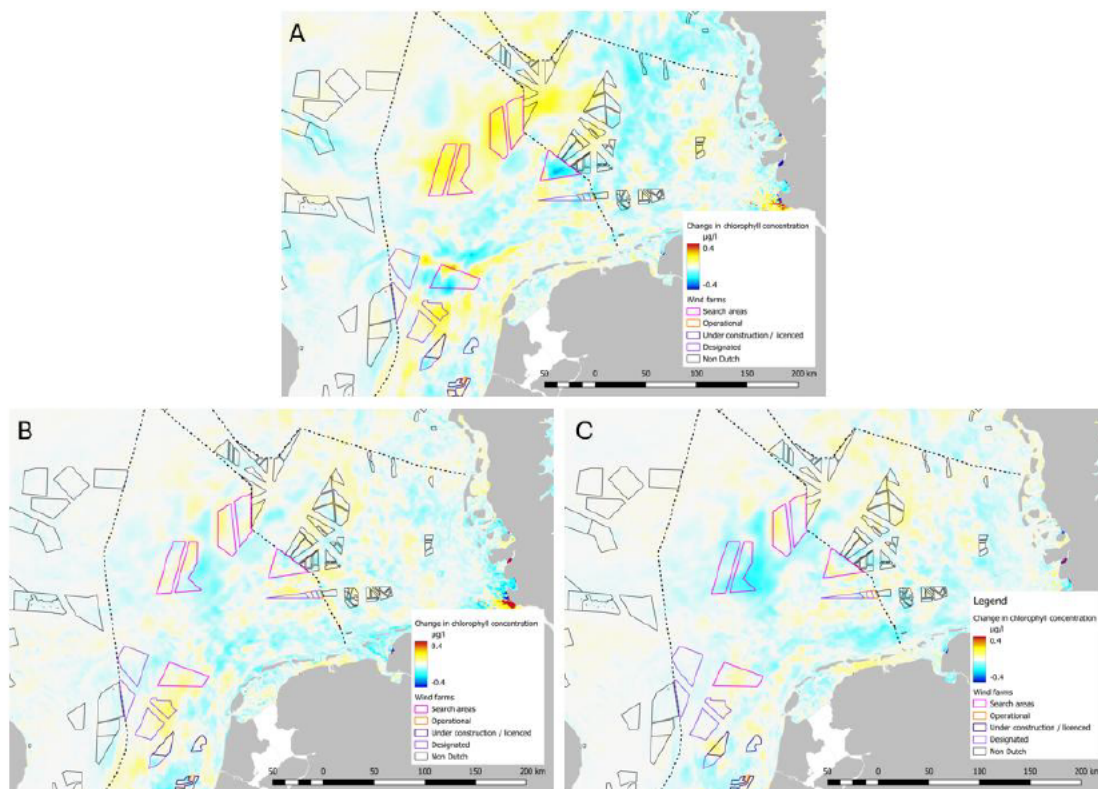 A
Change in chlorophyll concentration
µg/l
0.4
-0.4
Wind farms
Search areas
Operational
Under construction / licenced
Designated
Non Dutch
50 0 50 100 150 200 km
B
Change in chlorophyll concentration
µg/l
0.4
-0.4
Wind farms
Search areas
Operational
Under construction / licenced
Designated
Non Dutch
50 0 50 100 150 200 km
C
Legend
Change in chlorophyll concentration
µg/l
0.4
-0.4
Wind farms
Search areas
Operational
Under construction / licenced
Designated
Non Dutch
50 0 50 100 150 200 km